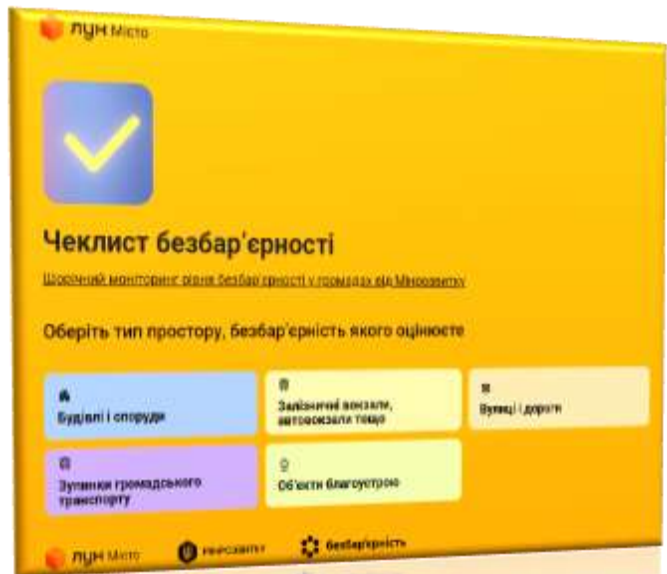 ЛУН Місто
Чеклист безбар'єрності
Щорічний моніторинг рівня безбар'єрності у громадах від Мінрозвитку
Оберіть тип простору, безбар'єрність якого оцінюєте
Будівлі і споруди
Залізничні вокзали,
автовокзали тощо
Вулиці і дороги
Зупинки громадського
транспорту
Об'єкти благоустрою
ЛУН Місто
МІНРОЗВИТКУ
безбар'єрність